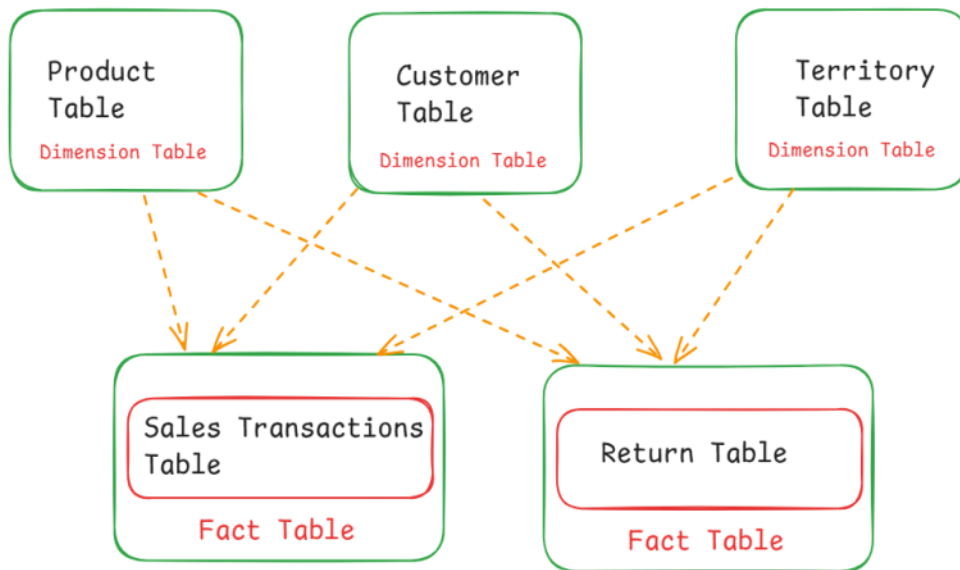 Product
Table
Dimension Table
Customer
Table
Dimension Table
Territory
Table
Dimension Table
Sales Transactions
Table
Fact Table
Return Table
Fact Table